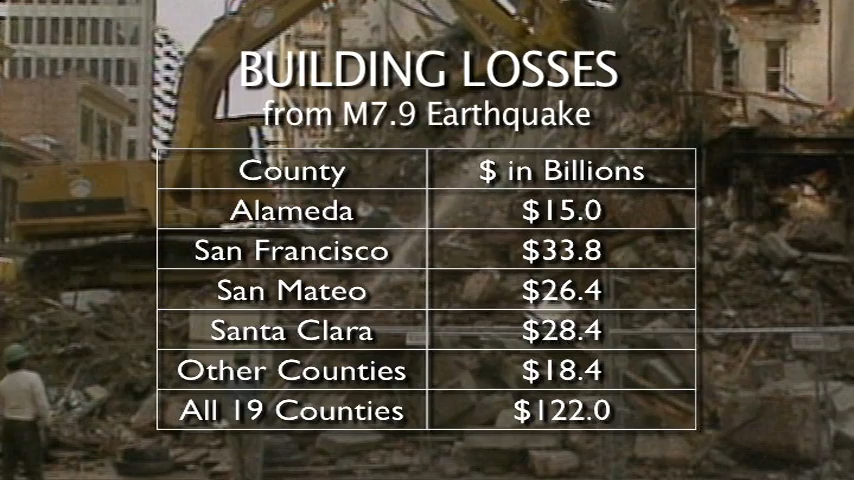 BUILDING LOSSES
from M7.9 Earthquake
County $ in Billions
Alameda $15.0
San Francisco $33.8
San Mateo $26.4
Santa Clara $28.4
Other Counties $18.4
All 19 Counties $122.0